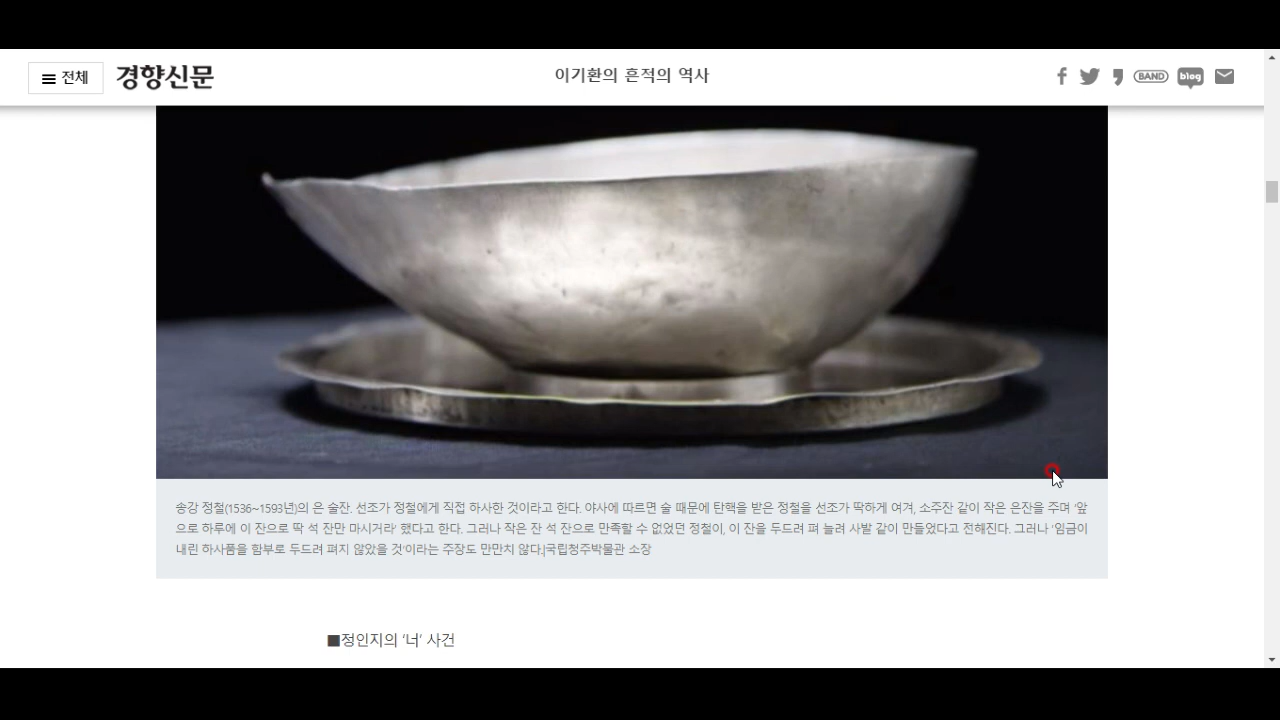 전체
경향신문
이기환의 흔적의 역사
BAND
blog
송강 정철(1536~1593년)의 은 술잔. 선조가 정철에게 직접 하사한 것이라고 한다. 야사에 따르면 술 때문에 탄핵을 받은 정철을 선조가 딱하게 여겨, 소주잔 같이 작은 은잔을 주며 ‘앞
으로 하루에 이 잔으로 딱 석 잔만 마시거라’ 했다고 한다. 그러나 작은 잔 석 잔으로 만족할 수 없었던 정철이, 이 잔을 두드려 펴 늘려 사발 같이 만들었다고 전해진다. 그러나 ‘임금이
내린 하사품을 함부로 두드려 펴지 않았을 것’이라는 주장도 만만치 않다.|국립청주박물관 소장
■정인지의 ‘너’ 사건